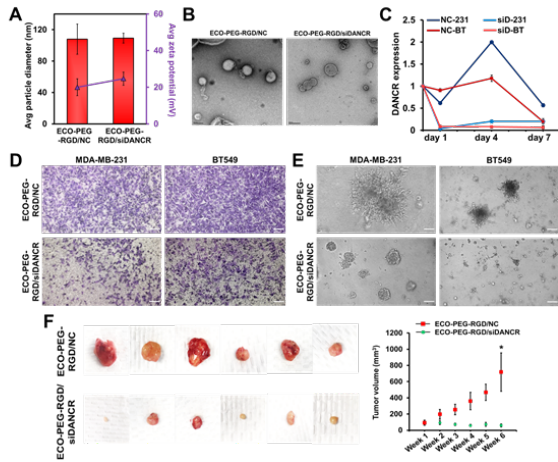 A
Avg particle diameter (nm)
160
120
80
40
0
60
40
20
0
Avg zeta potential
(mV)
ECO-PEG
-RGD/NC
ECO-PEG-
RGD/siDANCR
B
ECO-PEG-RGD/NC
ECO-PEG-RGD/siDANCR
C
NC-231
siD-231
NC-BT
siD-BT
DANCR expression
2.5
2
1.5
1
0.5
0
day 1
day 4
day 7
D
MDA-MB-231
BT549
ECO-PEG-
RGD/NC
ECO-PEG-
RGD/siDANCR
E
MDA-MB-231
BT549
ECO-PEG-
RGD/NC
ECO-PEG-
RGD/siDANCR
F
ECO-PEG-
RGD/NC
ECO-PEG-RGD/
siDANCR
ECO-PEG-RGD/NC
ECO-PEG-RGD/siDANCR
Tumor volume (mm³)
1200
1000
800
600
400
200
0
*
Week 1
Week 2
Week 3
Week 4
Week 5
Week 6